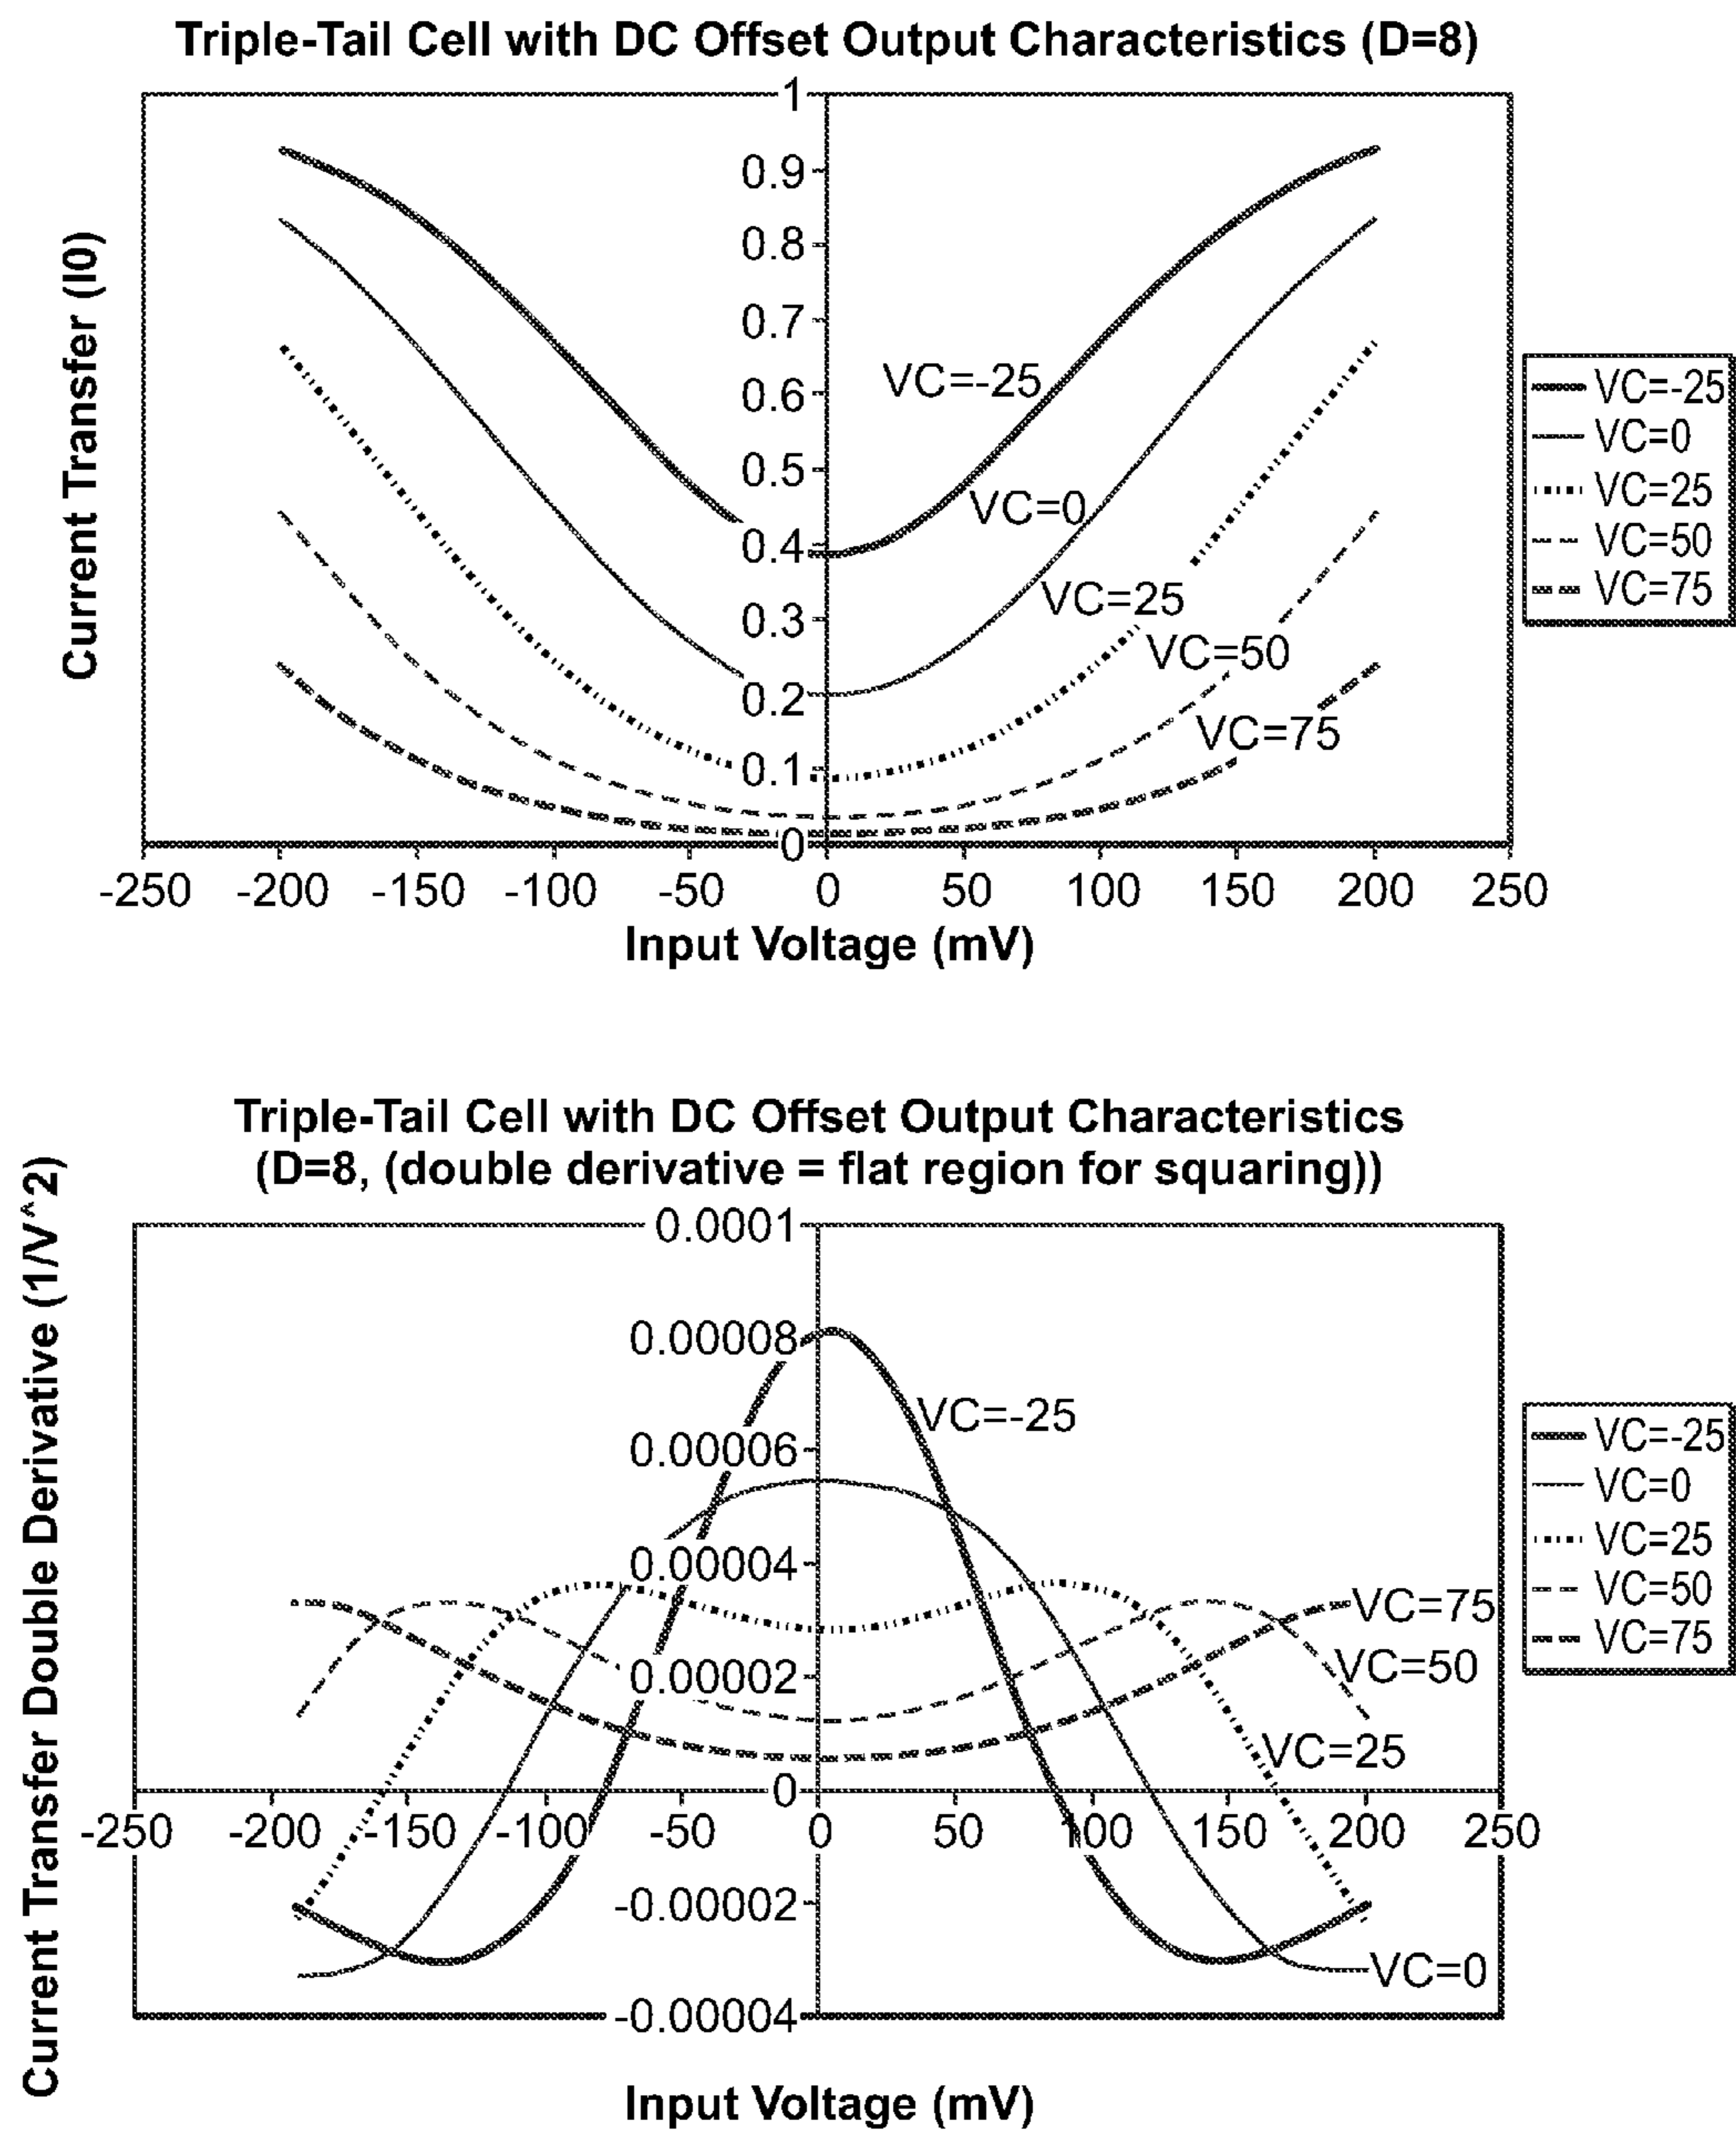 Triple-Tail Cell with DC Offset Output Characteristics (D=8)
Current Transfer (I0)
1
0.9
0.8
0.7
0.6
0.5
0.4
0.3
0.2
0.1
0
VC=-25
VC=0
VC=25
VC=50
VC=75
-250 -200 -150 -100 -50 0 50 100 150 200 250
Input Voltage (mV)
VC=-25
VC=0
VC=25
VC=50
VC=75
Triple-Tail Cell with DC Offset Output Characteristics
(D=8, (double derivative = flat region for squaring))
Current Transfer Double Derivative (1/V^2)
0.0001
0.00008
0.00006
0.00004
0.00002
0
-0.00002
-0.00004
VC=-25
VC=75
VC=50
VC=25
VC=0
-250 -200 -150 -100 -50 0 50 100 150 200 250
Input Voltage (mV)
VC=-25
VC=0
VC=25
VC=50
VC=75